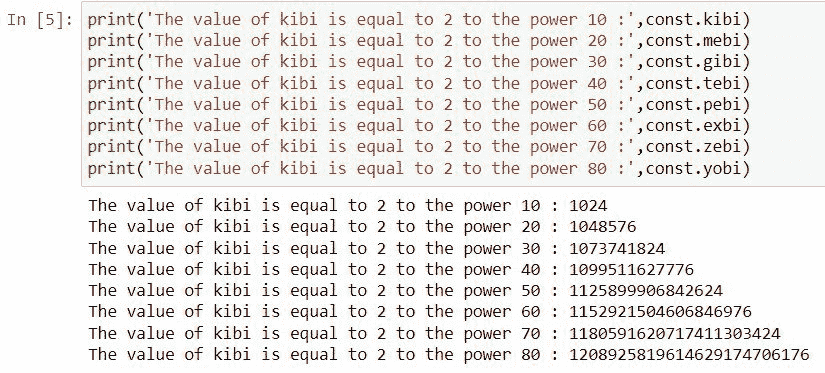 In [5]: print('The value of kibi is equal to 2 to the power 10 :',const.kibi)
print('The value of kibi is equal to 2 to the power 20 :',const.mebi)
print('The value of kibi is equal to 2 to the power 30 :',const.gibi)
print('The value of kibi is equal to 2 to the power 40 :',const.tebi)
print('The value of kibi is equal to 2 to the power 50 :',const.pebi)
print('The value of kibi is equal to 2 to the power 60 :',const.exbi)
print('The value of kibi is equal to 2 to the power 70 :',const.zebi)
print('The value of kibi is equal to 2 to the power 80 :',const.yobi)
The value of kibi is equal to 2 to the power 10 : 1024
The value of kibi is equal to 2 to the power 20 : 1048576
The value of kibi is equal to 2 to the power 30 : 1073741824
The value of kibi is equal to 2 to the power 40 : 1099511627776
The value of kibi is equal to 2 to the power 50 : 1125899906842624
The value of kibi is equal to 2 to the power 60 : 1152921504606846976
The value of kibi is equal to 2 to the power 70 : 1180591620717411303424
The value of kibi is equal to 2 to the power 80 : 1208925819614629174706176